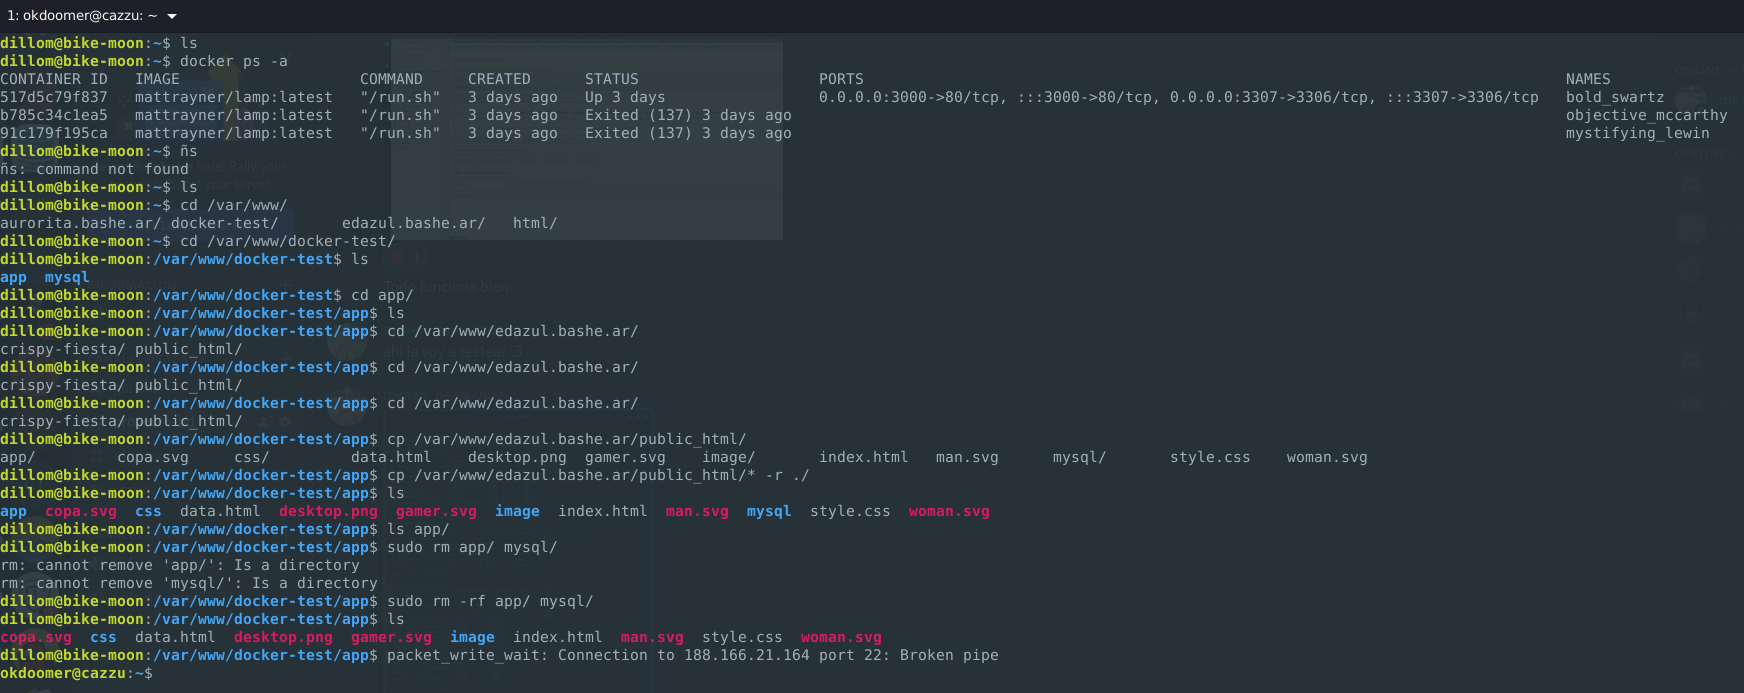 1: okdoomer@cazzu: ~
dillom@bike-moon:~$ ls
dillom@bike-moon:~$ docker ps -a
CONTAINER ID   IMAGE                    COMMAND     CREATED      STATUS                    PORTS                                                                            NAMES
517d5c79f837   mattrayner/lamp:latest   "/run.sh"   3 days ago   Up 3 days                 0.0.0.0:3000->80/tcp, :::3000->80/tcp, 0.0.0.0:3307->3306/tcp, :::3307->3306/tcp   bold_swartz
b785c34c1ea5   mattrayner/lamp:latest   "/run.sh"   3 days ago   Exited (137) 3 days ago                                                                                    objective_mccarthy
91c179f195ca   mattrayner/lamp:latest   "/run.sh"   3 days ago   Exited (137) 3 days ago                                                                                    mystifying_lewin
dillom@bike-moon:~$ ñs
ñs: command not found
dillom@bike-moon:~$ ls
dillom@bike-moon:~$ cd /var/www/
aurorita.bashe.ar/ docker-test/       edazul.bashe.ar/   html/
dillom@bike-moon:~$ cd /var/www/docker-test/
dillom@bike-moon:/var/www/docker-test$ ls
app  mysql
dillom@bike-moon:/var/www/docker-test$ cd app/
dillom@bike-moon:/var/www/docker-test/app$ ls
dillom@bike-moon:/var/www/docker-test/app$ cd /var/www/edazul.bashe.ar/
crispy-fiesta/ public_html/
dillom@bike-moon:/var/www/docker-test/app$ cd /var/www/edazul.bashe.ar/
crispy-fiesta/ public_html/
dillom@bike-moon:/var/www/docker-test/app$ cd /var/www/edazul.bashe.ar/
crispy-fiesta/ public_html/
dillom@bike-moon:/var/www/docker-test/app$ cp /var/www/edazul.bashe.ar/public_html/
app/         copa.svg     css/         data.html    desktop.png  gamer.svg    image/       index.html   man.svg      mysql/       style.css    woman.svg
dillom@bike-moon:/var/www/docker-test/app$ cp /var/www/edazul.bashe.ar/public_html/* -r ./
dillom@bike-moon:/var/www/docker-test/app$ ls
app  copa.svg  css  data.html  desktop.png  gamer.svg  image  index.html  man.svg  mysql  style.css  woman.svg
dillom@bike-moon:/var/www/docker-test/app$ ls app/
dillom@bike-moon:/var/www/docker-test/app$ sudo rm app/ mysql/
rm: cannot remove 'app/': Is a directory
rm: cannot remove 'mysql/': Is a directory
dillom@bike-moon:/var/www/docker-test/app$ sudo rm -rf app/ mysql/
dillom@bike-moon:/var/www/docker-test/app$ ls
copa.svg  css  data.html  desktop.png  gamer.svg  image  index.html  man.svg  style.css  woman.svg
dillom@bike-moon:/var/www/docker-test/app$ packet_write_wait: Connection to 188.166.21.164 port 22: Broken pipe
okdoomer@cazzu:~$